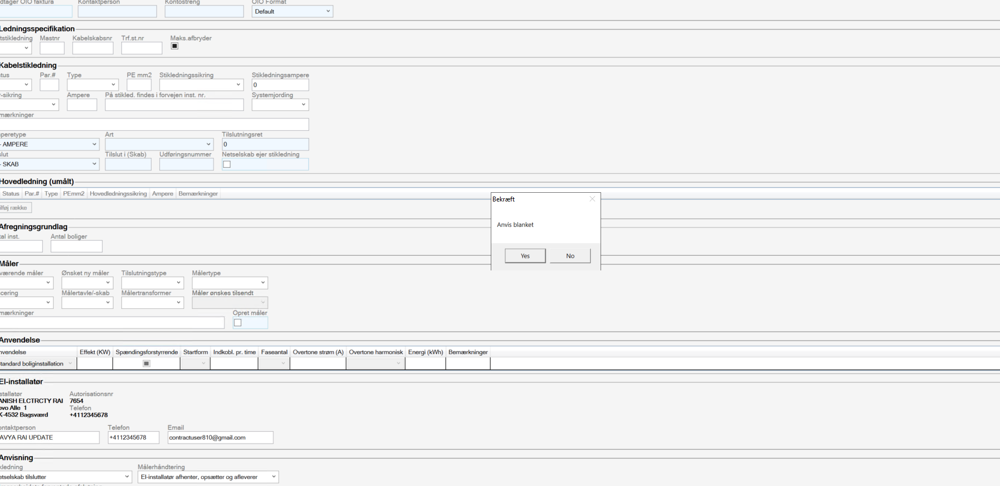 dtager OIO faktura Kontaktperson Kontostreng OIO Format
Default
Ledningsspecifikation
tstikledning Mastnr Kabelskabsnr Trf.st.nr Maks.afbryder
Kabelstikledning
tus Par.# Type PE mm2 Stikledningssikring Stikledningsampere
0
-sikring Ampere På stikled. findes i forvejen inst. nr. Systemjording
mærkninger
peretype Art Tilslutningsret
- AMPERE 0
slut Tilslut i (Skab) Udføringsnummer Netselskab ejer stikledning
- SKAB
Hovedledning (umålt)
Status Par.# Type PEmm2 Hovedledningssikring Ampere Bemærkninger
ilføj række
Bekræft
Anvis blanket
Yes No
Afregningsgrundlag
tal inst. Antal boliger
Måler
værende måler Ønsket ny måler Tilslutningstype Målertype
cering Målertavle/-skab Målertransformer Måler ønskes tilsendt
mærkninger Opret måler
Anvendelse
nvendelse Effekt (KW) Spændingsforstyrrende Startform Indkobl. pr. time Faseantal Overtone strøm (A) Overtone harmonisk Energi (kWh) Bemærkninger
tandard boliginstallation
El-installatør
stallatør Autorisationsnr
ANISH ELCTRCTY RAI 7654
ovo Alle 1 Telefon
K-4532 Bagsværd +4112345678
ontaktperson Telefon Email
AVYA RAI UPDATE +4112345678 contractuser810@gmail.com
Anvisning
kledning Målerhåndtering
etselskab tilslutter El-installatør afhenter, opsætter og afleverer